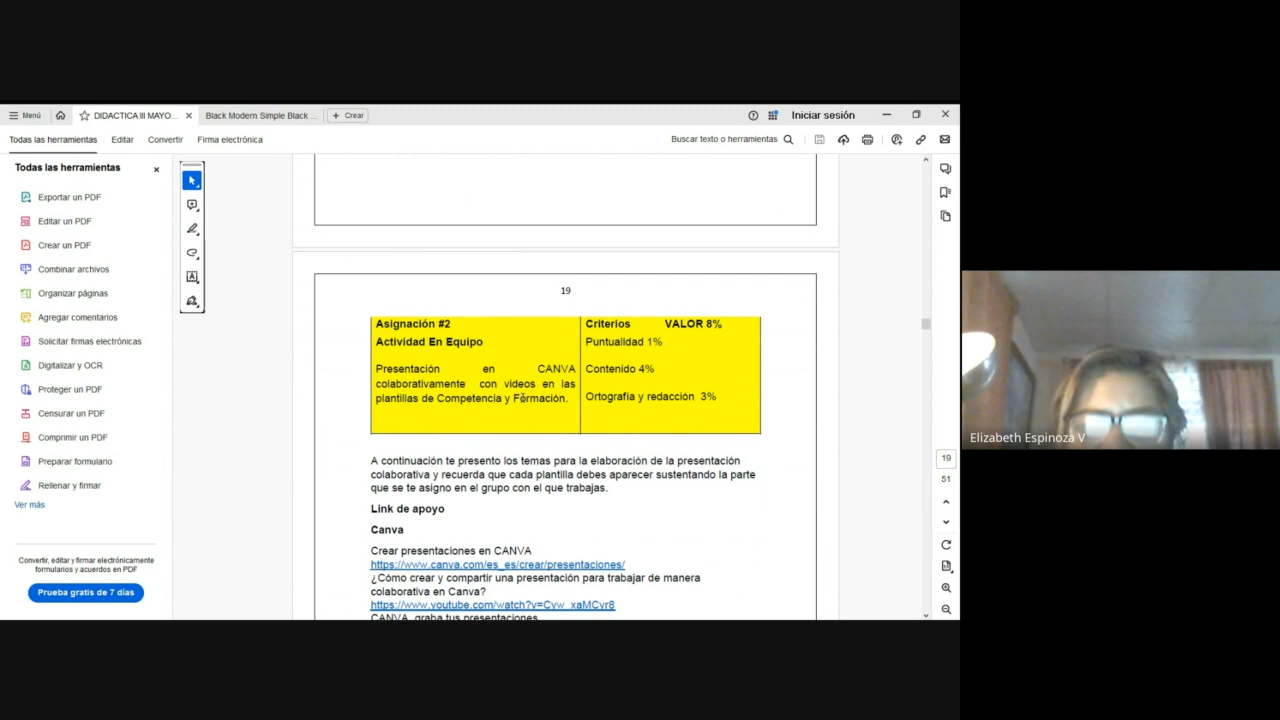 Menú
DIDACTICA III MAYO...
Black Modern Simple Black ...
+ Crear
Iniciar sesión
Todas las herramientas
Editar
Convertir
Firma electrónica
Buscar texto o herramientas
Todas las herramientas
Exportar un PDF
Editar un PDF
Crear un PDF
Combinar archivos
Organizar páginas
Agregar comentarios
Solicitar firmas electrónicas
Digitalizar y OCR
Proteger un PDF
Censurar un PDF
Comprimir un PDF
Preparar formulario
Rellenar y firmar
Ver más
Convertir, editar y firmar electrónicamente
formularios y acuerdos en PDF
Prueba gratis de 7 días
19
Asignación #2
Actividad En Equipo
Presentación en CANVA
colaborativamente con videos en las
plantillas de Competencia y Formación.
Criterios VALOR 8%
Puntualidad 1%
Contenido 4%
Ortografía y redacción 3%
A continuación te presento los temas para la elaboración de la presentación
colaborativa y recuerda que cada plantilla debes aparecer sustentando la parte
que se te asigno en el grupo con el que trabajas.
Link de apoyo
Canva
Crear presentaciones en CANVA
https://www.canva.com/es_es/crear/presentaciones/
¿Cómo crear y compartir una presentación para trabajar de manera
colaborativa en Canva?
https://www.youtube.com/watch?v=Cyw_xaMCyr8
CANVA, graba tus presentaciones
19
51
Elizabeth Espinoza V